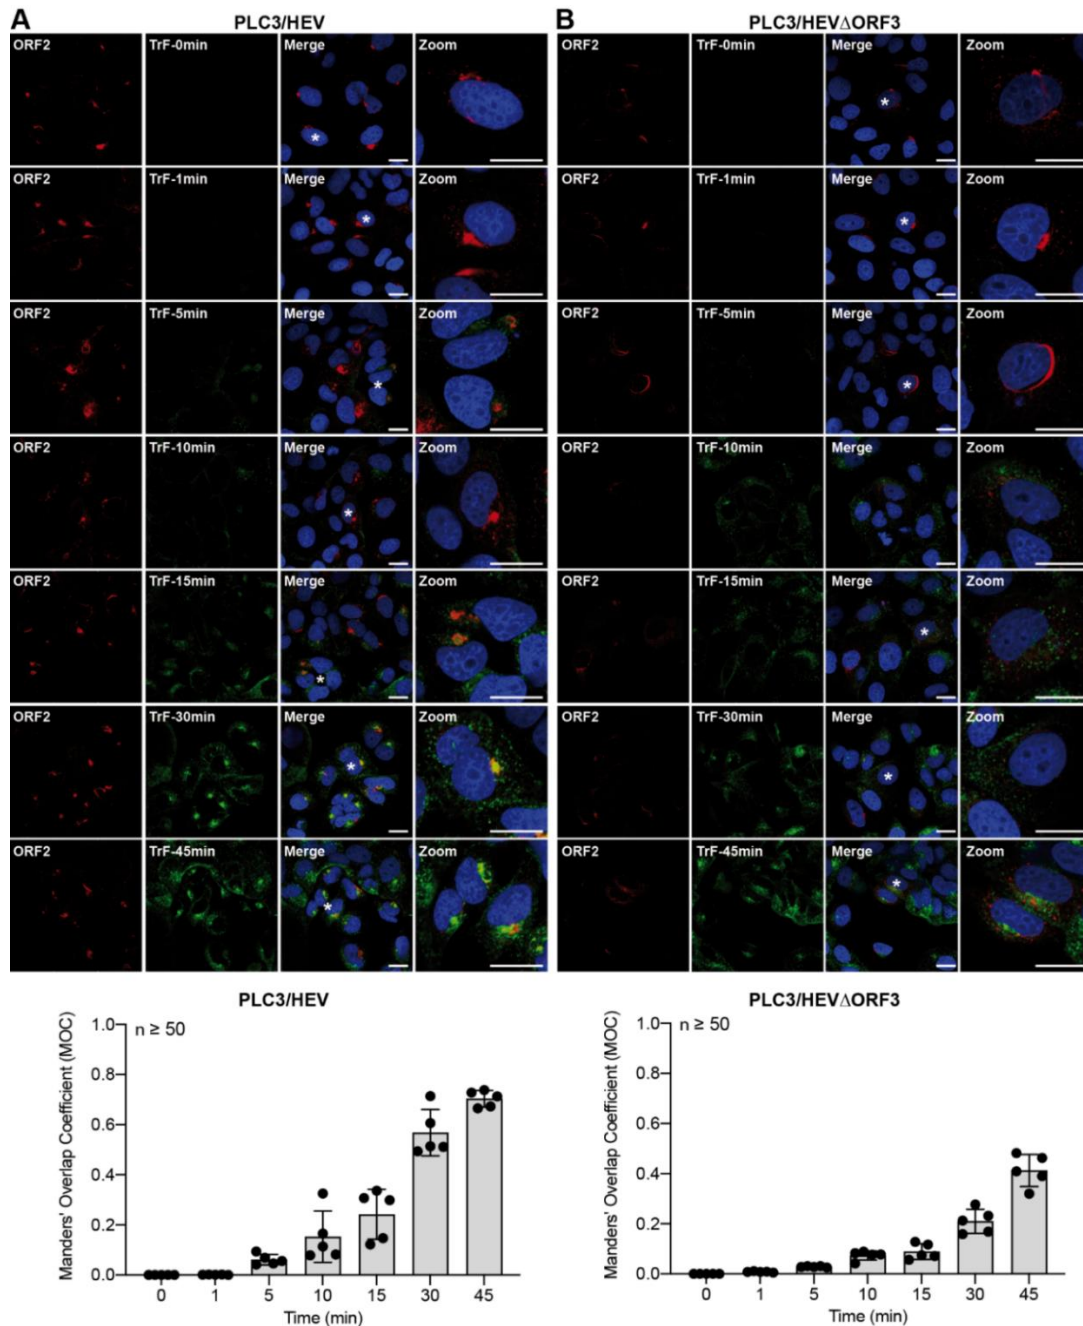 A
PLC3/HEV
ORF2 TrF-0min Merge Zoom
*
ORF2 TrF-1min Merge Zoom
*
ORF2 TrF-5min Merge Zoom
*
ORF2 TrF-10min Merge Zoom
*
ORF2 TrF-15min Merge Zoom
*
ORF2 TrF-30min Merge Zoom
*
ORF2 TrF-45min Merge Zoom
*
PLC3/HEV
n ≥ 50
Manders' Overlap Coefficient (MOC)
1.0
0.8
0.6
0.4
0.2
0.0
0 1 5 10 15 30 45
Time (min)
B
PLC3/HEVΔORF3
ORF2 TrF-0min Merge Zoom
*
ORF2 TrF-1min Merge Zoom
*
ORF2 TrF-5min Merge Zoom
*
ORF2 TrF-10min Merge Zoom
*
ORF2 TrF-15min Merge Zoom
*
ORF2 TrF-30min Merge Zoom
*
ORF2 TrF-45min Merge Zoom
*
PLC3/HEVΔORF3
n ≥ 50
Manders' Overlap Coefficient (MOC)
1.0
0.8
0.6
0.4
0.2
0.0
0 1 5 10 15 30 45
Time (min)